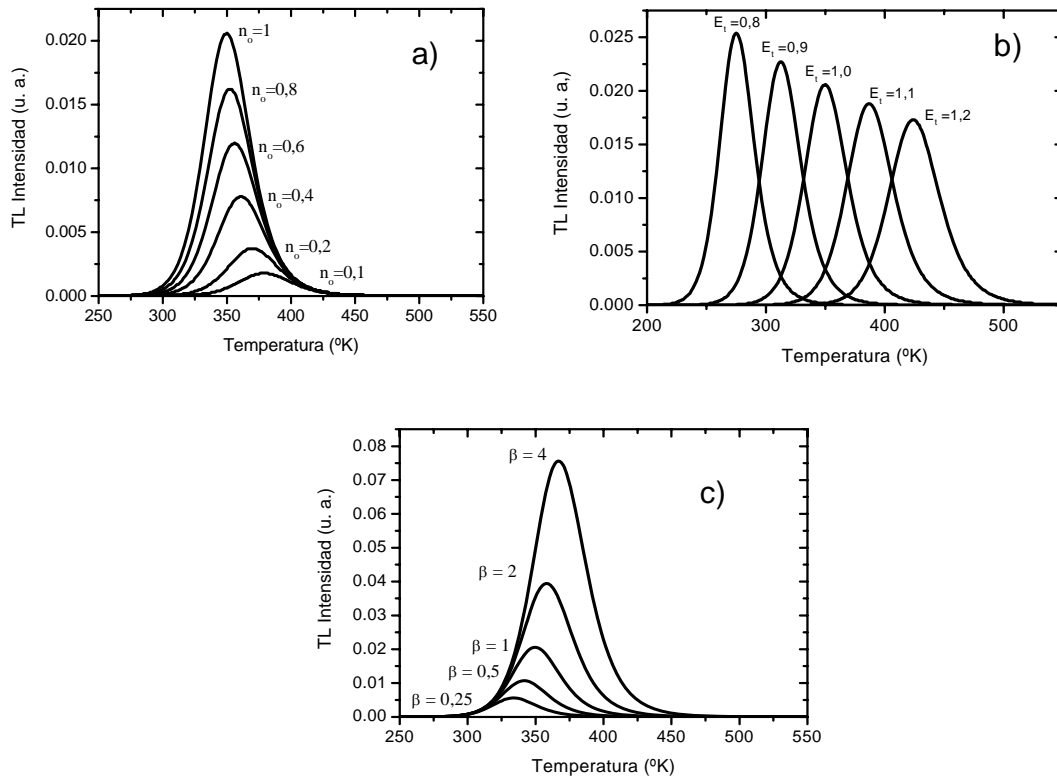 a)
n_o=1
n_o=0,8
n_o=0,6
n_o=0,4
n_o=0,2
n_o=0,1
TL Intensidad (u. a.)
0.020
0.015
0.010
0.005
0.000
250 300 350 400 450 500 550
Temperatura (ºK)
b)
E_t=0,8
E_t=0,9
E_t=1,0
E_t=1,1
E_t=1,2
TL Intensidad (u. a,)
0.025
0.020
0.015
0.010
0.005
0.000
200 300 400 500
Temperatura (ºK)
c)
β = 4
β = 2
β = 1
β = 0,5
β = 0,25
TL Intensidad (u. a.)
0.08
0.07
0.06
0.05
0.04
0.03
0.02
0.01
0.00
250 300 350 400 450 500 550
Temperatura (ºK)